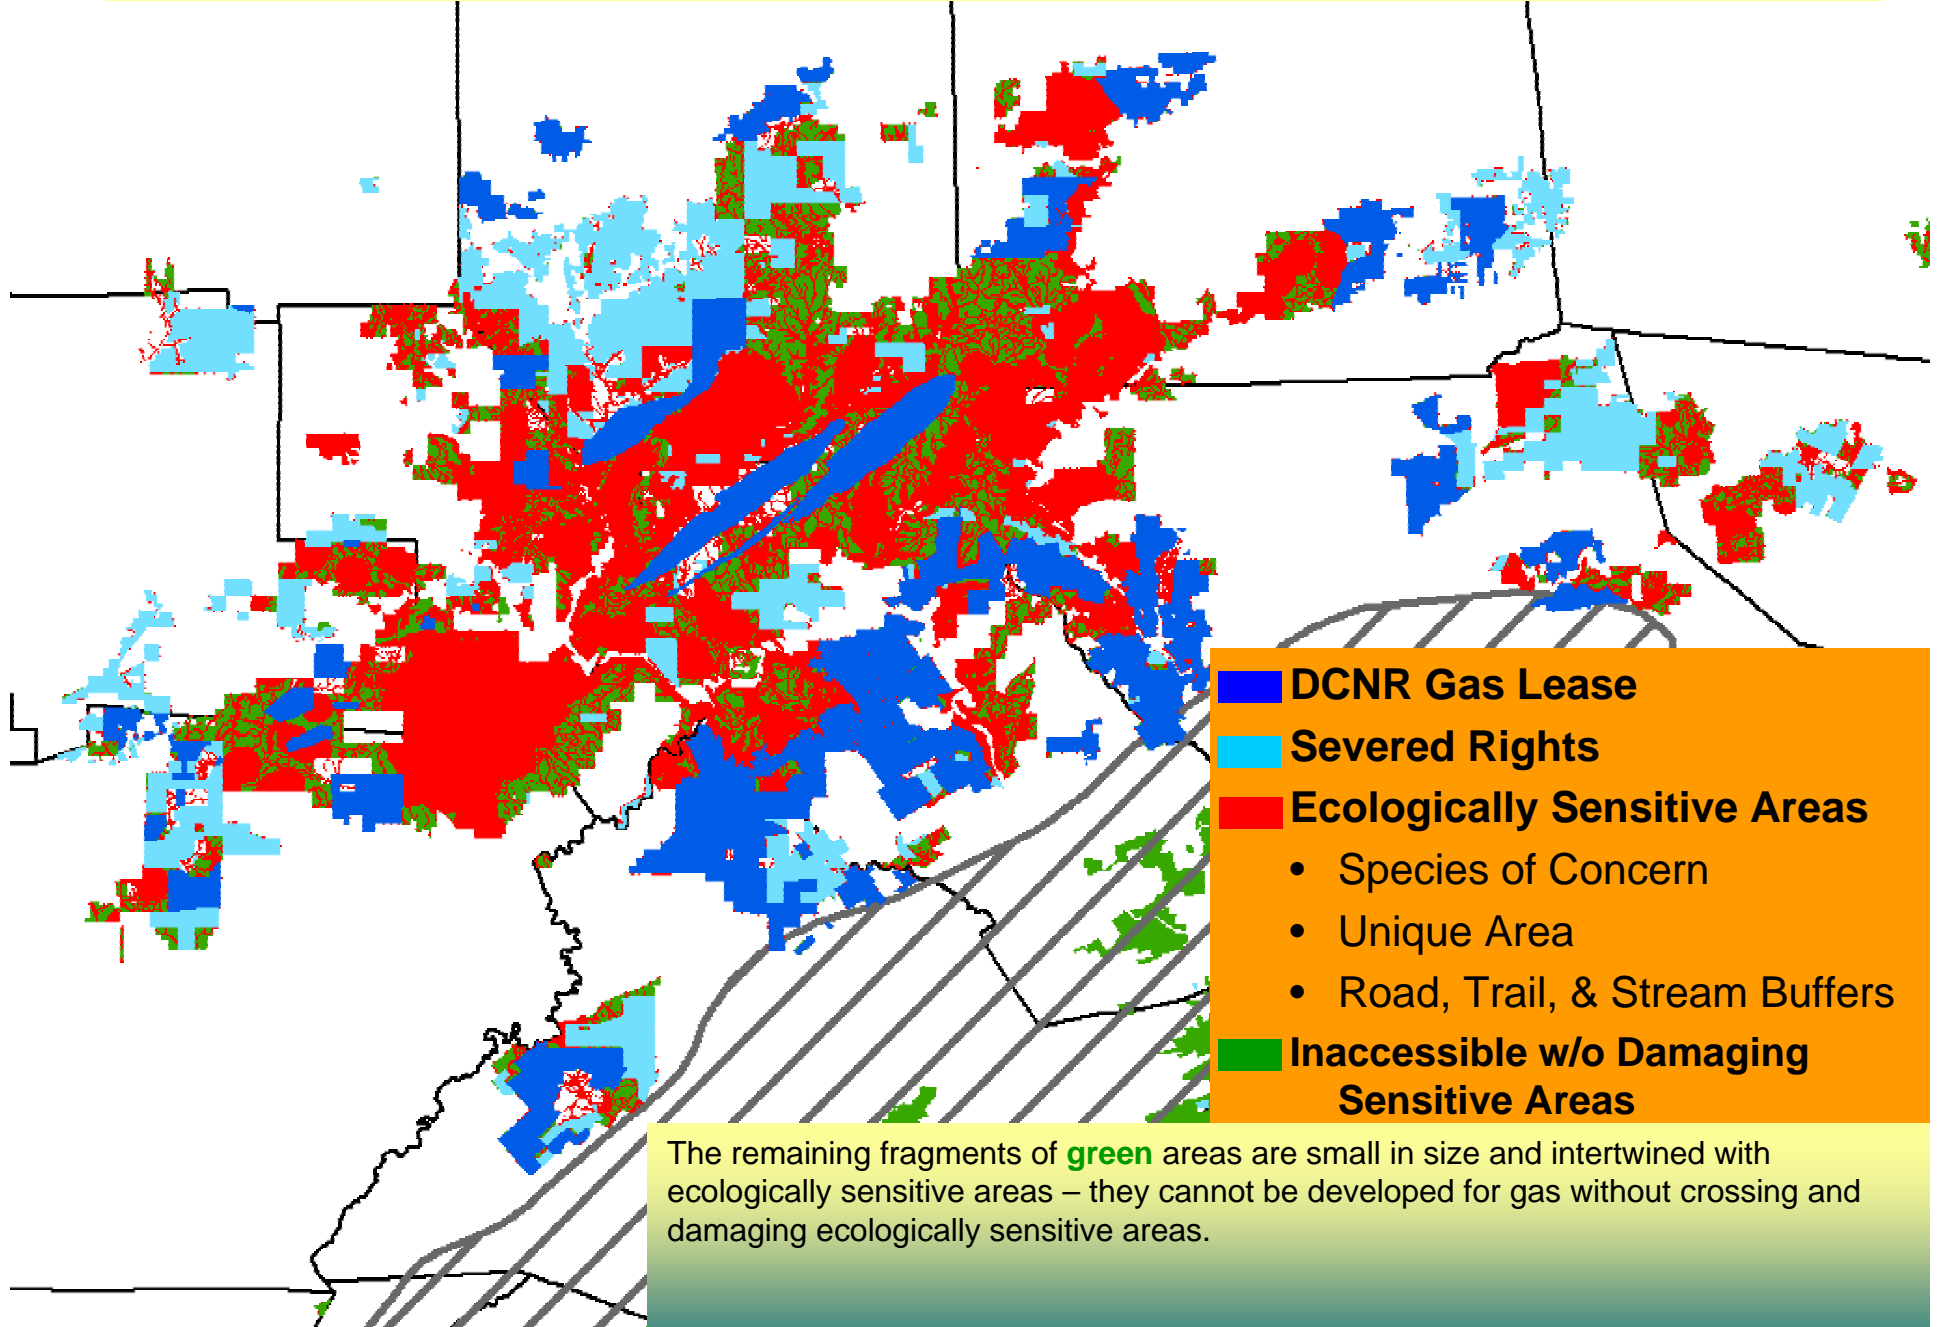 DCNR Gas Lease
Severed Rights
Ecologically Sensitive Areas
• Species of Concern
• Unique Area
• Road, Trail, & Stream Buffers
Inaccessible w/o Damaging
Sensitive Areas
The remaining fragments of green areas are small in size and intertwined with
ecologically sensitive areas – they cannot be developed for gas without crossing and
damaging ecologically sensitive areas.